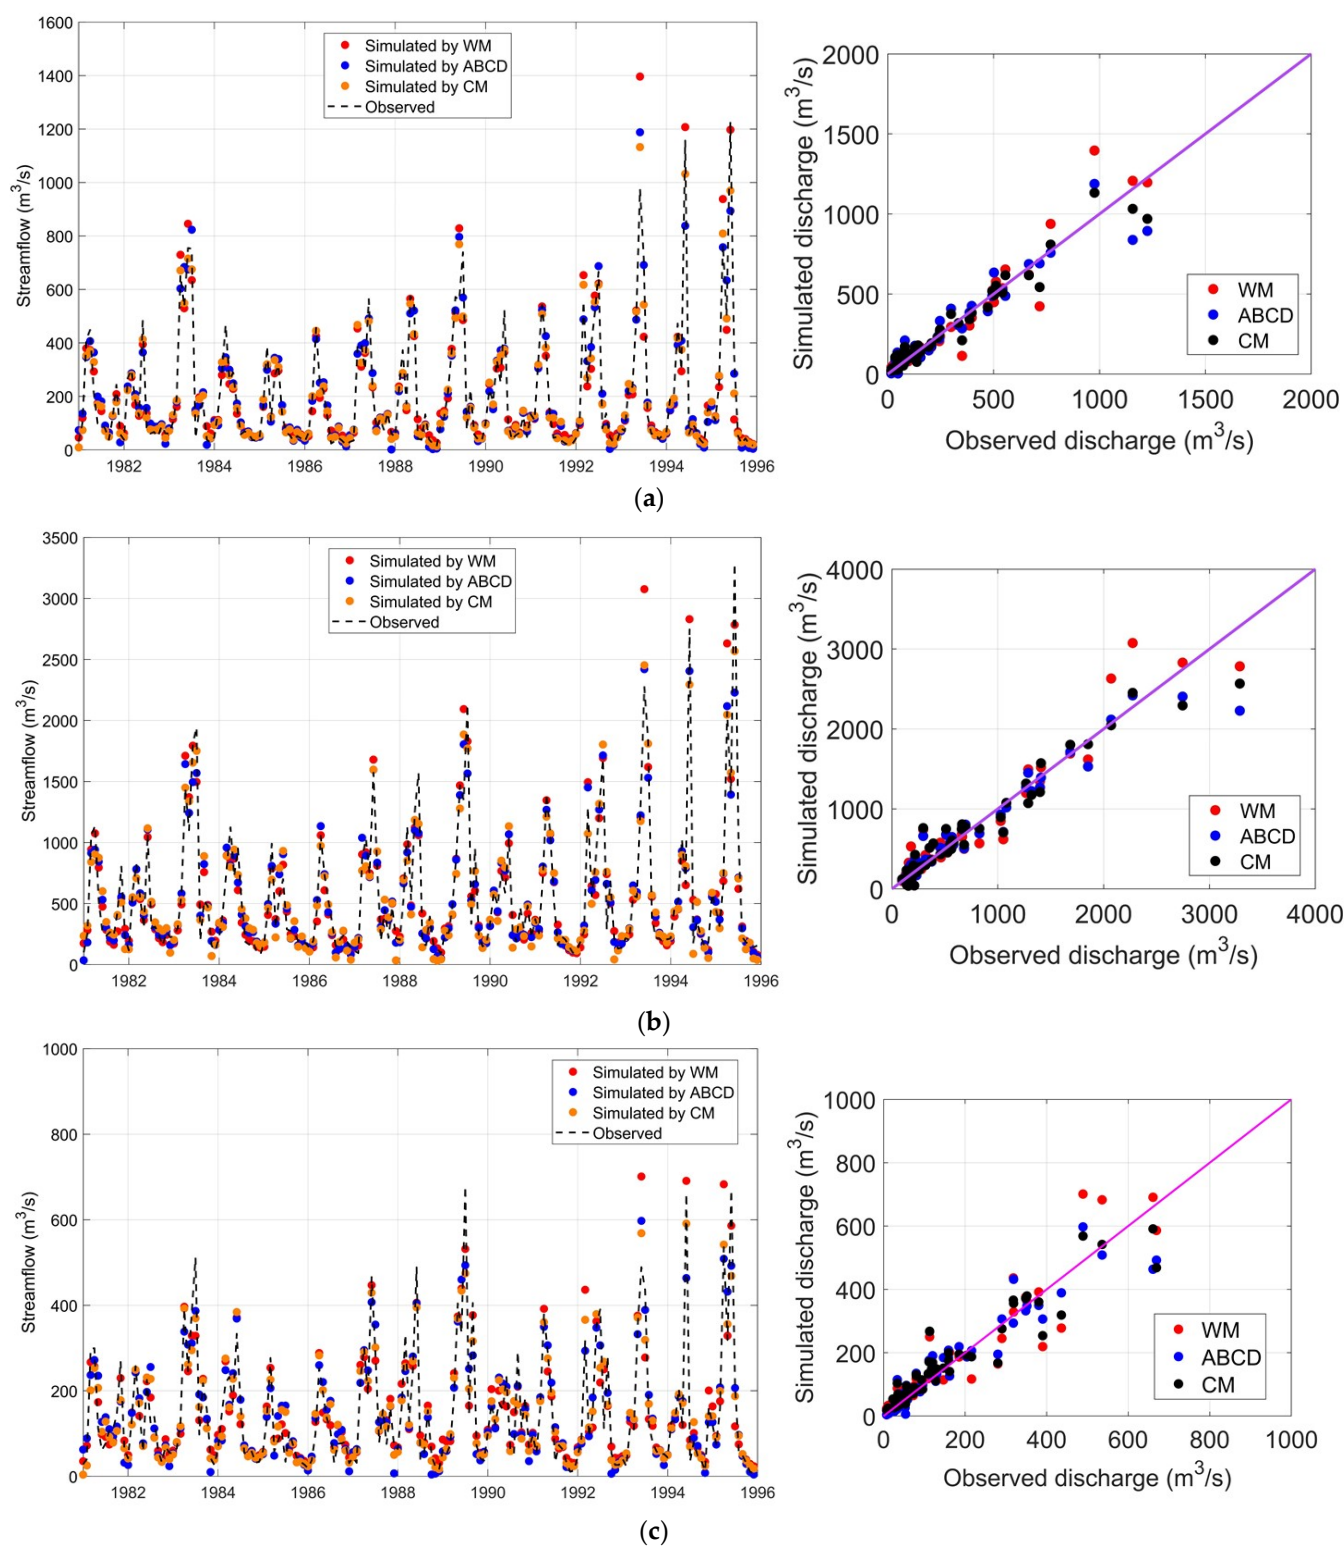 1600
1400
1200
1000
800
600
400
200
0
Streamflow (m3/s)
Simulated by WM
Simulated by ABCD
Simulated by CM
Observed
1982 1984 1986 1988 1990 1992 1994 1996
2000
1500
1000
500
0
Simulated discharge (m3/s)
WM
ABCD
CM
0 500 1000 1500 2000
Observed discharge (m3/s)
(a)
3500
3000
2500
2000
1500
1000
500
0
Streamflow (m3/s)
Simulated by WM
Simulated by ABCD
Simulated by CM
Observed
1982 1984 1986 1988 1990 1992 1994 1996
4000
3000
2000
1000
0
Simulated discharge (m3/s)
WM
ABCD
CM
0 1000 2000 3000 4000
Observed discharge (m3/s)
(b)
1000
800
600
400
200
0
Streamflow (m3/s)
Simulated by WM
Simulated by ABCD
Simulated by CM
Observed
1982 1984 1986 1988 1990 1992 1994 1996
1000
800
600
400
200
0
Simulated discharge (m3/s)
WM
ABCD
CM
0 200 400 600 800 1000
Observed discharge (m3/s)
(c)